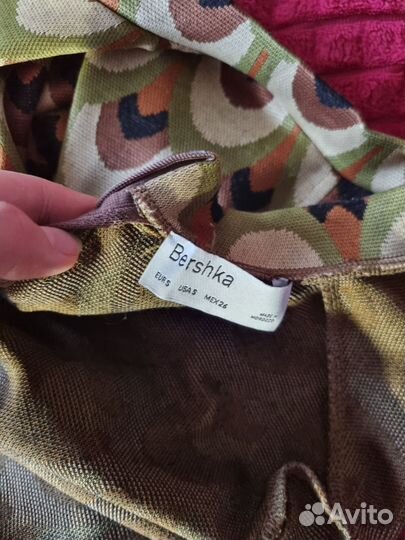 Bershka
EUR S USA S MEX 26
MADE IN
MOROCCO
Avito